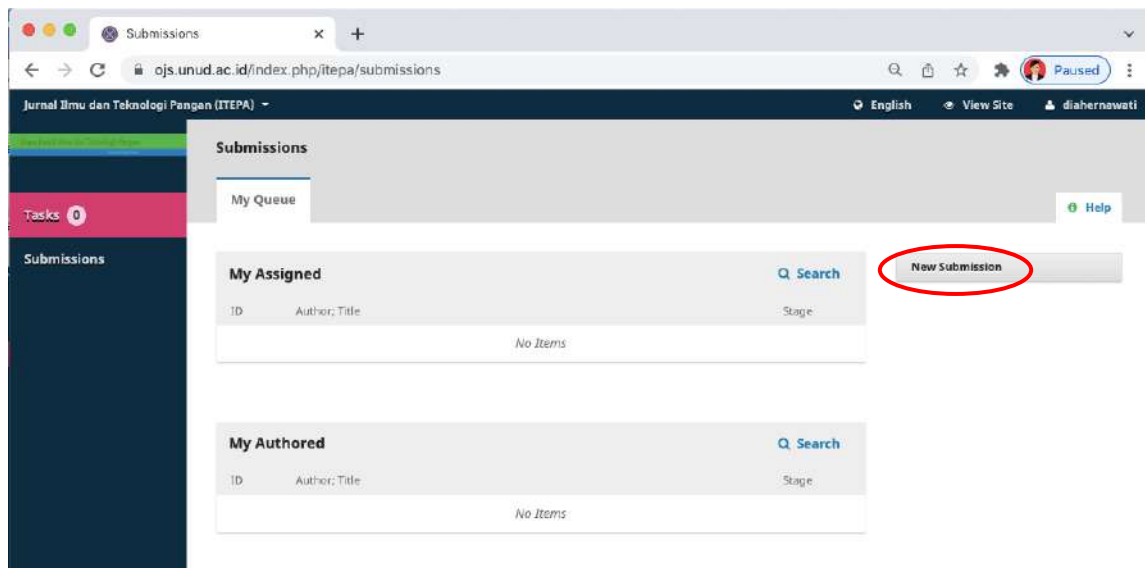 Submissions
ojs.unud.ac.id/index.php/itepa/submissions
Paused
Jurnal Ilmu dan Teknologi Pangan (ITEPA)
English
View Site
diahernawati
Submissions
My Queue
Help
Tasks 0
Submissions
My Assigned
Search
New Submission
ID
Author; Title
Stage
No Items
My Authored
Search
ID
Author; Title
Stage
No Items